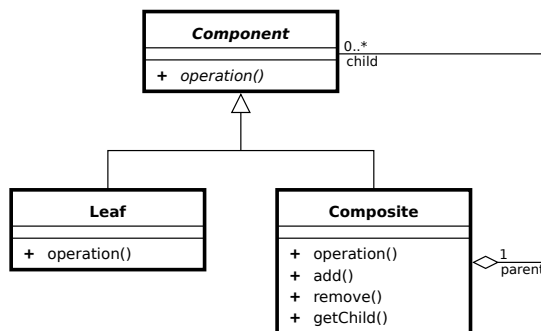 Component
+ operation()
0..*
child
Leaf
+ operation()
Composite
+ operation()
+ add()
+ remove()
+ getChild()
1
parent